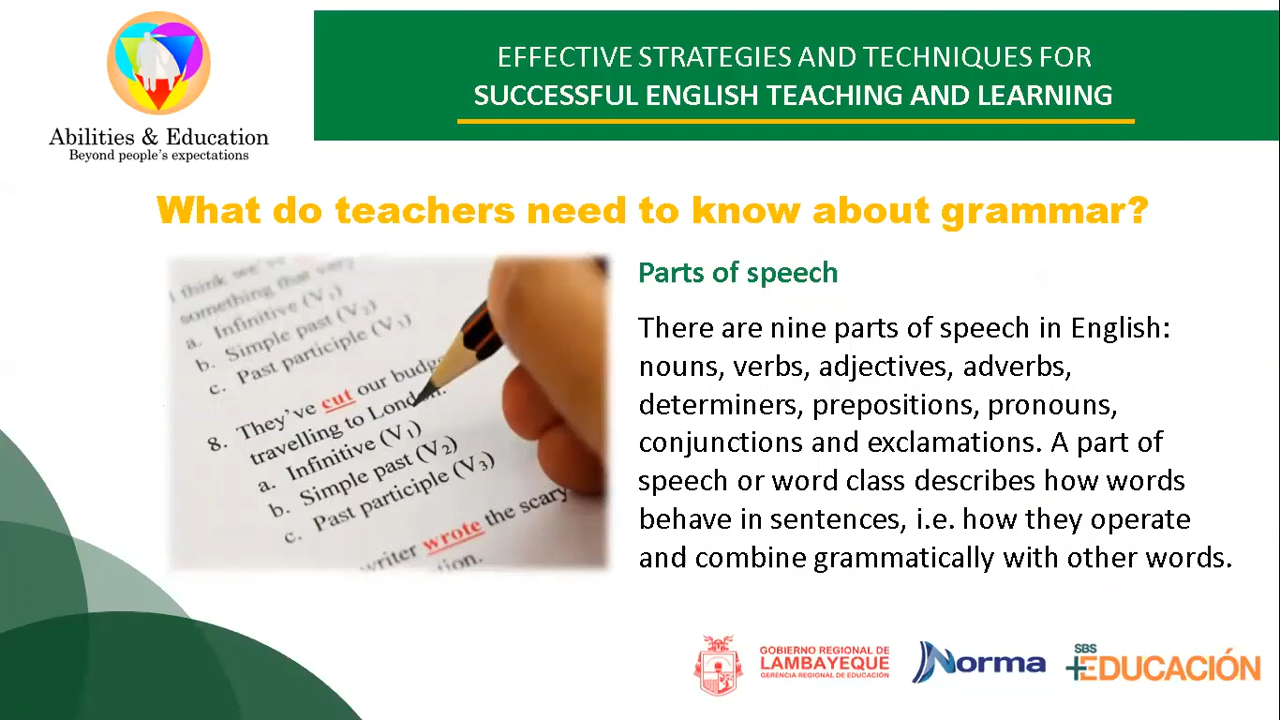 Abilities & Education
Beyond people's expectations
EFFECTIVE STRATEGIES AND TECHNIQUES FOR
SUCCESSFUL ENGLISH TEACHING AND LEARNING
What do teachers need to know about grammar?
I think we've
something that very
a. Infinitive (V1)
b. Simple past (V2)
c. Past participle (V3)
8. They've cut our budge
travelling to London.
a. Infinitive (V1)
b. Simple past (V2)
c. Past participle (V3)
writer wrote the scary
tion.
Parts of speech
There are nine parts of speech in English:
nouns, verbs, adjectives, adverbs,
determiners, prepositions, pronouns,
conjunctions and exclamations. A part of
speech or word class describes how words
behave in sentences, i.e. how they operate
and combine grammatically with other words.
GOBIERNO REGIONAL DE
LAMBAYEQUE
GERENCIA REGIONAL DE EDUCACIÓN
Norma
SBS
+EDUCACIÓN